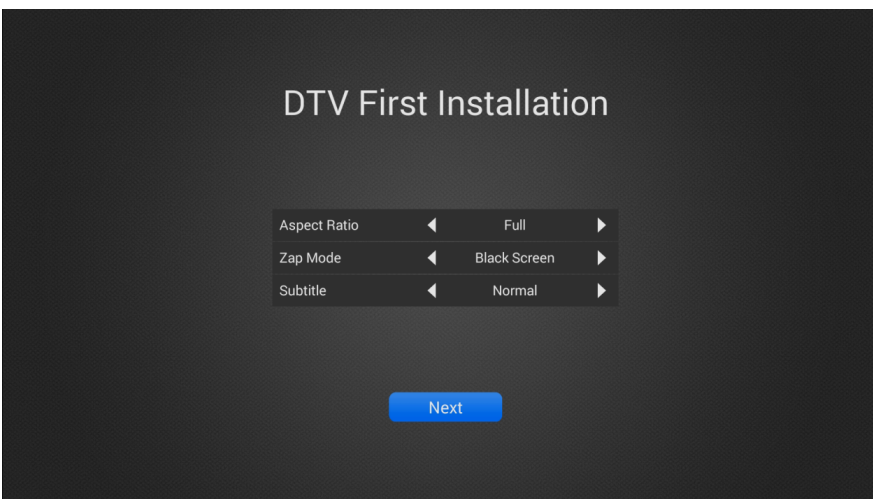 DTV First Installation
Aspect Ratio Full
Zap Mode Black Screen
Subtitle Normal
Next